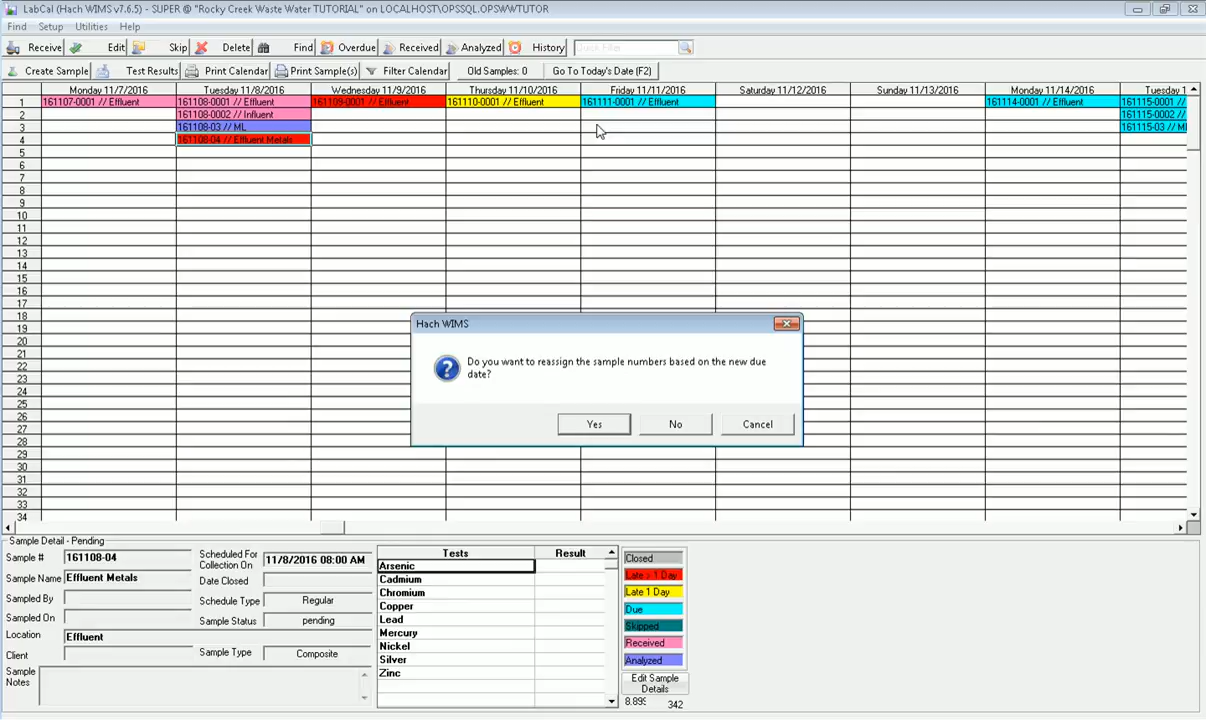 LabCal (Hach WIMS v7.6.5) - SUPER @ "Rocky Creek Waste Water TUTORIAL" on LOCALHOST\OPSSQL.OPSWWTUTOR
Find Setup Utilities Help
Receive Edit Skip Delete Find Overdue Received Analyzed History Quick Filter
Create Sample Test Results Print Calendar Print Sample(s) Filter Calendar Old Samples: 0 Go To Today's Date (F2)
Monday 11/7/2016 Tuesday 11/8/2016 Wednesday 11/9/2016 Thursday 11/10/2016 Friday 11/11/2016 Saturday 11/12/2016 Sunday 11/13/2016 Monday 11/14/2016 Tuesday 1
1 161107-0001 // Effluent 161108-0001 // Effluent 161109-0001 // Effluent 161110-0001 // Effluent 161111-0001 // Effluent 161114-0001 // Effluent 161115-0001 //
2 161108-0002 // Influent 161115-0002 //
3 161108-03 // ML 161115-03 // M
4 161108-04 // Effluent Metals
5
6
7
8
9
10
11
12
13
14
15
16
17
18
19
20
21
22
23
24
25
26
27
28
29
30
31
32
33
34
Hach WIMS
Do you want to reassign the sample numbers based on the new due
date?
Yes No Cancel
Sample Detail - Pending
Sample # 161108-04
Sample Name Effluent Metals
Sampled By
Sampled On
Location Effluent
Client
Sample
Notes
Scheduled For
Collection On 11/8/2016 08:00 AM
Date Closed
Schedule Type Regular
Sample Status pending
Sample Type Composite
Tests Result
Arsenic
Cadmium
Chromium
Copper
Lead
Mercury
Nickel
Silver
Zinc
Closed
Late > 1 Day
Late 1 Day
Due
Skipped
Received
Analyzed
Edit Sample
Details
8.895 342